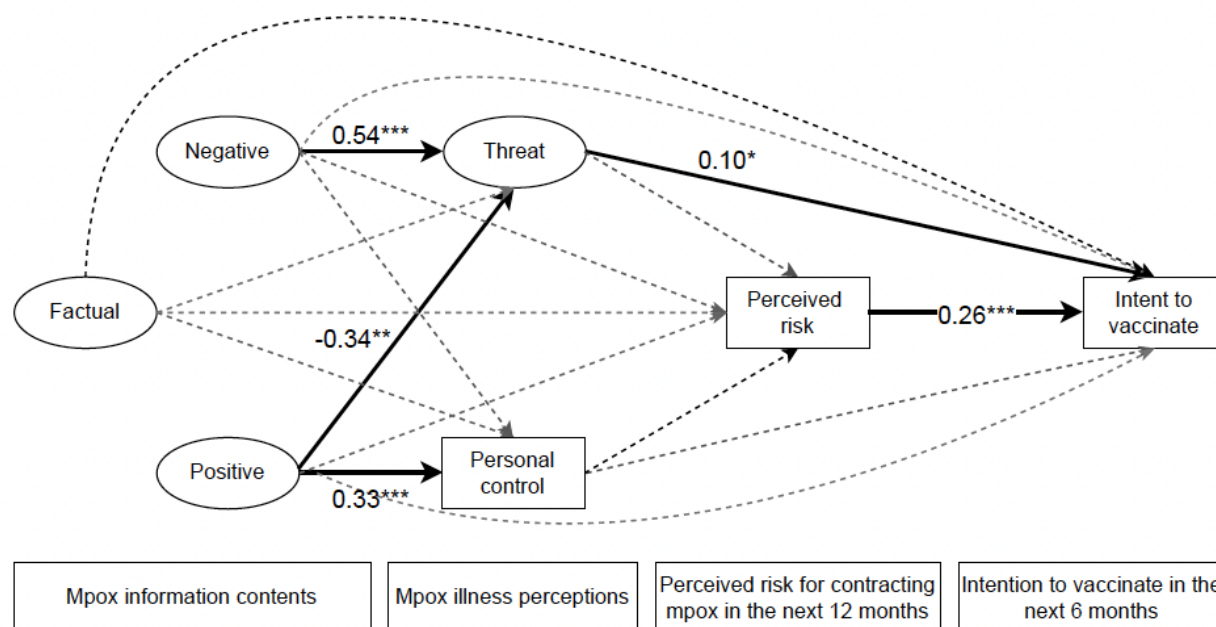 0.54***
Negative
Threat
0.10*
Factual
Perceived
risk
0.26***
Intent to
vaccinate
-0.34**
Positive
Personal
control
0.33***
Mpox information contents
Mpox illness perceptions
Perceived risk for contracting
mpox in the next 12 months
Intention to vaccinate in the
next 6 months